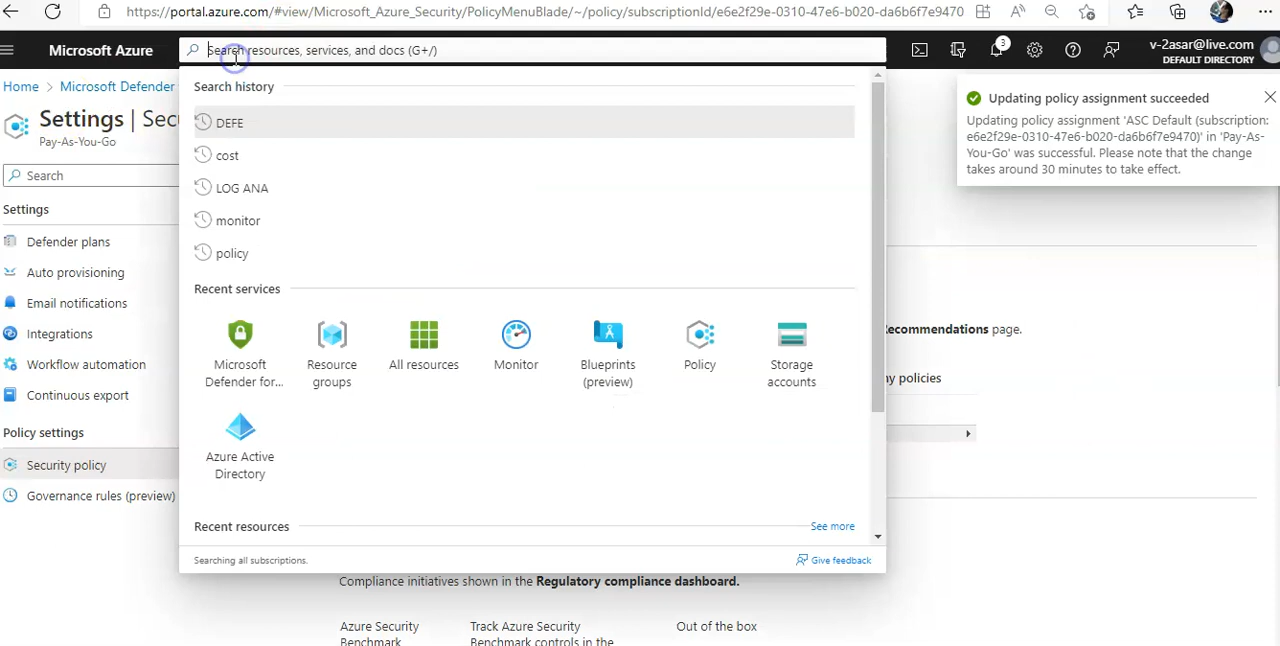 https://portal.azure.com/#view/Microsoft_Azure_Security/PolicyMenuBlade/~/policy/subscriptionId/e6e2f29e-0310-47e6-b020-da6b6f7e9470
Microsoft Azure
Search resources, services, and docs (G+/)
3
v-2asar@live.com
DEFAULT DIRECTORY
Home > Microsoft Defender
Settings |
Pay-As-You-Go
Search
Settings
Defender plans
Auto provisioning
Email notifications
Integrations
Workflow automation
Continuous export
Policy settings
Security policy
Governance rules (preview)
Search history
DEFE
cost
LOG ANA
monitor
policy
Recent services
Microsoft
Defender for...
Resource
groups
All resources
Monitor
Blueprints
(preview)
Policy
Storage
accounts
Azure Active
Directory
Recent resources
See more
Searching all subscriptions.
Give feedback
Updating policy assignment succeeded
Updating policy assignment 'ASC Default (subscription:
e6e2f29e-0310-47e6-b020-da6b6f7e9470)' in 'Pay-As-
You-Go' was successful. Please note that the change
takes around 30 minutes to take effect.
Recommendations page.
policies
Compliance initiatives shown in the Regulatory compliance dashboard.
Azure Security
Benchmark
Track Azure Security
Benchmark controls in the
Out of the box